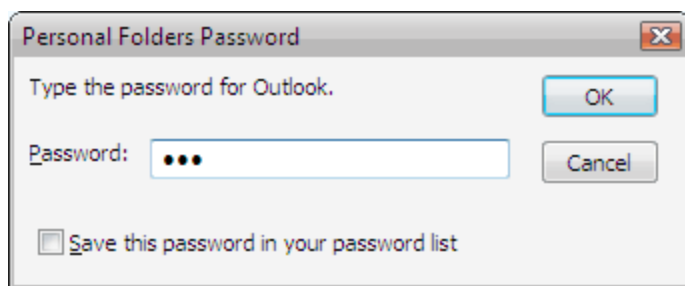 Personal Folders Password
Type the password for Outlook.
OK
Password: •••
Cancel
Save this password in your password list